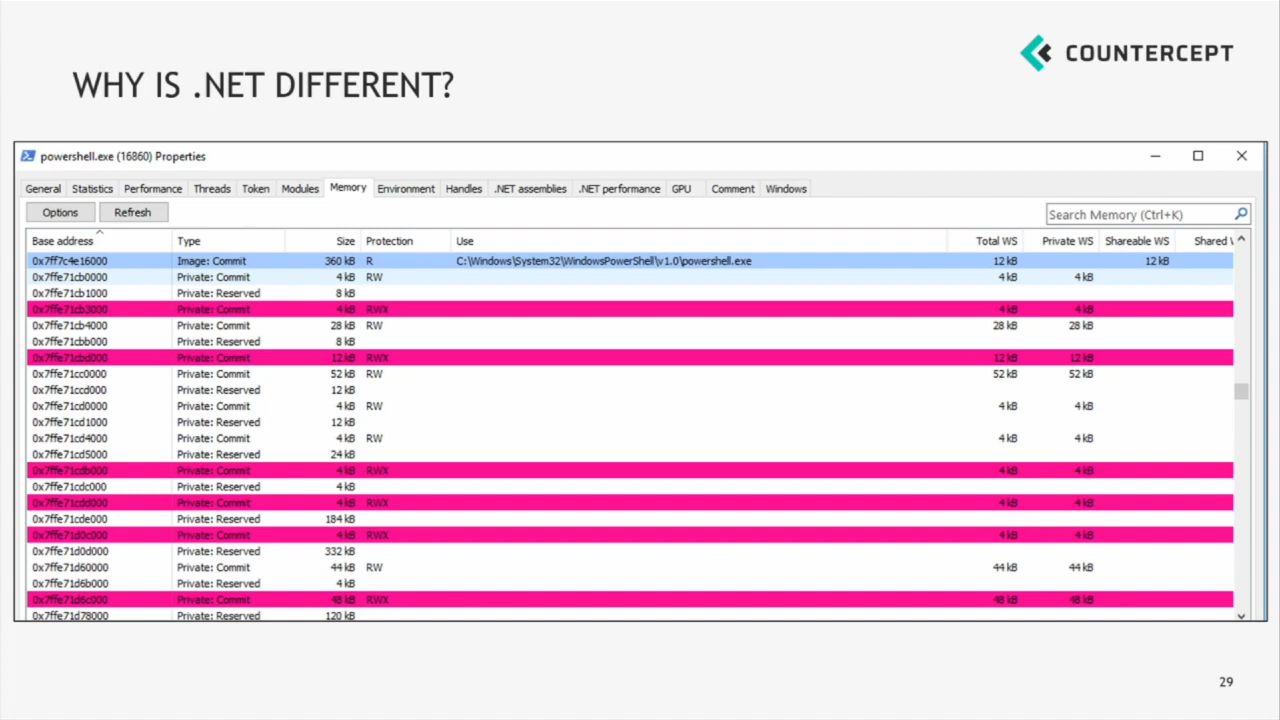 COUNTERCEPT
WHY IS .NET DIFFERENT?
powershell.exe (16860) Properties
General Statistics Performance Threads Token Modules Memory Environment Handles .NET assemblies .NET performance GPU Comment Windows
Options Refresh Search Memory (Ctrl+K)
Base address Type Size Protection Use Total WS Private WS Shareable WS Shared W
0x7ff7c4e16000 Image: Commit 360 kB R C:\Windows\System32\WindowsPowerShell\v1.0\powershell.exe 12 kB 12 kB
0x7ffe71cb0000 Private: Commit 4 kB RW 4 kB 4 kB
0x7ffe71cb1000 Private: Reserved 8 kB
0x7ffe71cb3000 Private: Commit 4 kB RWX 4 kB 4 kB
0x7ffe71cb4000 Private: Commit 28 kB RW 28 kB 28 kB
0x7ffe71cbb000 Private: Reserved 8 kB
0x7ffe71cbd000 Private: Commit 12 kB RWX 12 kB 12 kB
0x7ffe71cc0000 Private: Commit 52 kB RW 52 kB 52 kB
0x7ffe71ccd000 Private: Reserved 12 kB
0x7ffe71cd0000 Private: Commit 4 kB RW 4 kB 4 kB
0x7ffe71cd1000 Private: Reserved 12 kB
0x7ffe71cd4000 Private: Commit 4 kB RW 4 kB 4 kB
0x7ffe71cd5000 Private: Reserved 24 kB
0x7ffe71cdb000 Private: Commit 4 kB RWX 4 kB 4 kB
0x7ffe71cdc000 Private: Reserved 4 kB
0x7ffe71cdd000 Private: Commit 4 kB RWX 4 kB 4 kB
0x7ffe71cde000 Private: Reserved 184 kB
0x7ffe71d0c000 Private: Commit 4 kB RWX 4 kB 4 kB
0x7ffe71d0d000 Private: Reserved 332 kB
0x7ffe71d60000 Private: Commit 44 kB RW 44 kB 44 kB
0x7ffe71d6b000 Private: Reserved 4 kB
0x7ffe71d6c000 Private: Commit 48 kB RWX 48 kB 48 kB
0x7ffe71d78000 Private: Reserved 120 kB
29